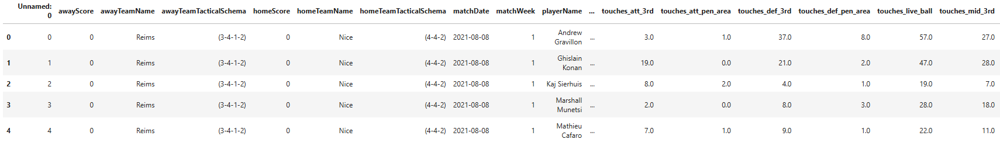 Unnamed: 0 awayScore awayTeamName awayTeamTacticalSchema homeScore homeTeamName homeTeamTacticalSchema matchDate matchWeek playerName ... touches_att_3rd touches_att_pen_area touches_def_3rd touches_def_pen_area touches_live_ball touches_mid_3rd
0 0 0 Reims (3-4-1-2) 0 Nice (4-4-2) 2021-08-08 1 Andrew Gravillon ... 3.0 1.0 37.0 8.0 57.0 27.0
1 1 0 Reims (3-4-1-2) 0 Nice (4-4-2) 2021-08-08 1 Ghislain Konan ... 19.0 0.0 21.0 2.0 47.0 28.0
2 2 0 Reims (3-4-1-2) 0 Nice (4-4-2) 2021-08-08 1 Kaj Sierhuis ... 8.0 2.0 4.0 1.0 19.0 7.0
3 3 0 Reims (3-4-1-2) 0 Nice (4-4-2) 2021-08-08 1 Marshall Munetsi ... 2.0 0.0 8.0 3.0 28.0 18.0
4 4 0 Reims (3-4-1-2) 0 Nice (4-4-2) 2021-08-08 1 Mathieu Cafaro ... 7.0 1.0 9.0 1.0 22.0 11.0